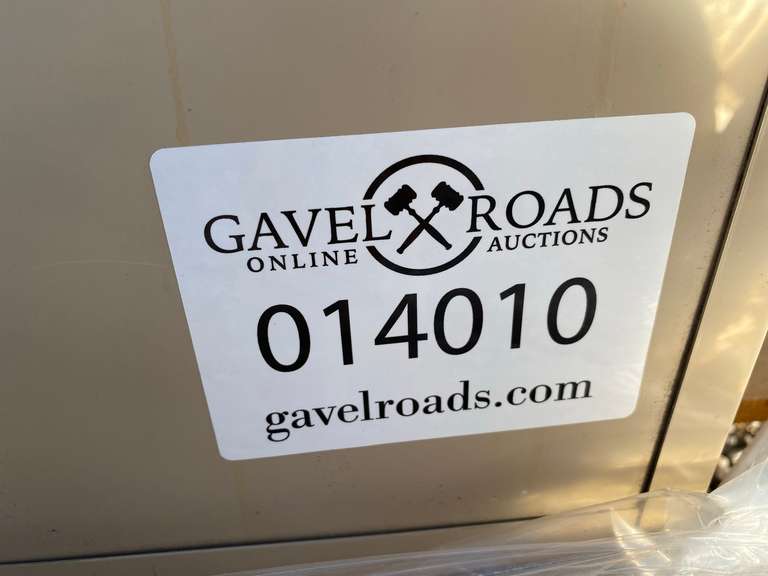 GAVEL ROADS
ONLINE AUCTIONS
014010
gavelroads.com